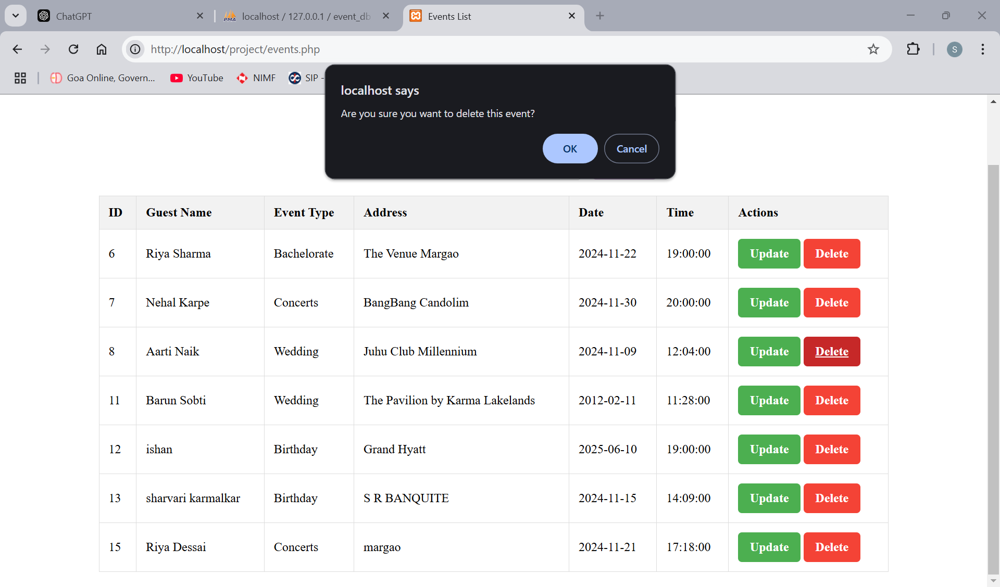 ChatGPT
localhost / 127.0.0.1 / event_db
PMA
Events List
http://localhost/project/events.php
S
Goa Online, Govern...
YouTube
NIMF
SIP -
localhost says
Are you sure you want to delete this event?
OK Cancel
ID Guest Name Event Type Address Date Time Actions
6 Riya Sharma Bachelorate The Venue Margao 2024-11-22 19:00:00 Update Delete
7 Nehal Karpe Concerts BangBang Candolim 2024-11-30 20:00:00 Update Delete
8 Aarti Naik Wedding Juhu Club Millennium 2024-11-09 12:04:00 Update Delete
11 Barun Sobti Wedding The Pavilion by Karma Lakelands 2012-02-11 11:28:00 Update Delete
12 ishan Birthday Grand Hyatt 2025-06-10 19:00:00 Update Delete
13 sharvari karmalkar Birthday S R BANQUITE 2024-11-15 14:09:00 Update Delete
15 Riya Dessai Concerts margao 2024-11-21 17:18:00 Update Delete